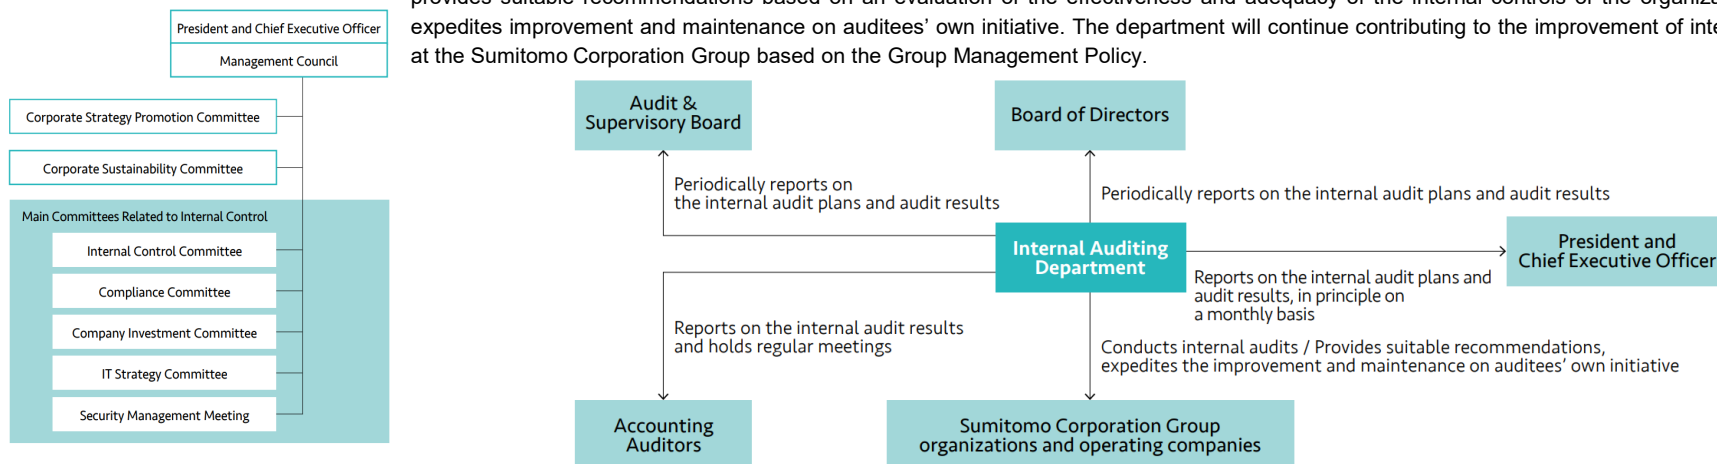 provides suitable recommendations based on an evaluation of the effectiveness and adequacy of the internal controls of the
expedites improvement and maintenance on auditees’ own initiative. The department will continue contributing to the improvement of
at the Sumitomo Corporation Group based on the Group Management Policy.
President and Chief Executive Officer
Management Council
Corporate Strategy Promotion Committee
Corporate Sustainability Committee
Main Committees Related to Internal Control
Internal Control Committee
Compliance Committee
Company Investment Committee
IT Strategy Committee
Security Management Meeting
Audit &
Supervisory Board
Board of Directors
Periodically reports on
the internal audit plans and audit results
Periodically reports on the internal audit plans and audit results
Internal Auditing
Department
President and
Chief Executive Officer
Reports on the internal audit plans and
audit results, in principle on
a monthly basis
Reports on the internal audit results
and holds regular meetings
Conducts internal audits / Provides suitable recommendations,
expedites the improvement and maintenance on auditees’ own initiative
Accounting
Auditors
Sumitomo Corporation Group
organizations and operating companies